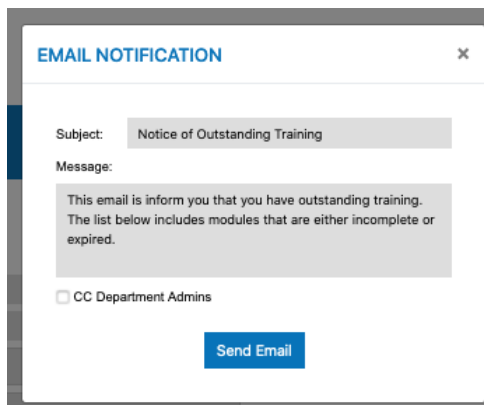 EMAIL NOTIFICATION ×
Subject: Notice of Outstanding Training
Message:
This email is inform you that you have outstanding training.
The list below includes modules that are either incomplete or
expired.
CC Department Admins
Send Email